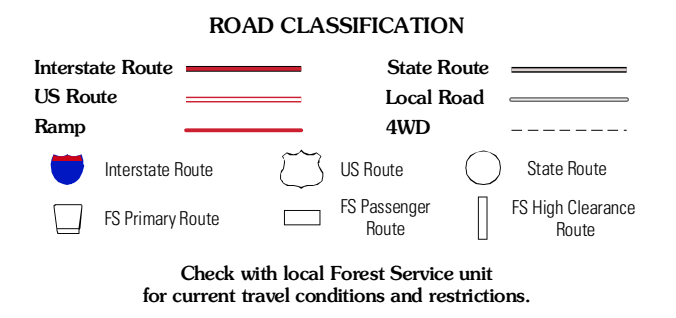 ROAD CLASSIFICATION
Interstate Route
State Route
US Route
Local Road
Ramp
4WD
Interstate Route
US Route
State Route
FS Primary Route
FS Passenger
Route
FS High Clearance
Route
Check with local Forest Service unit
for current travel conditions and restrictions.